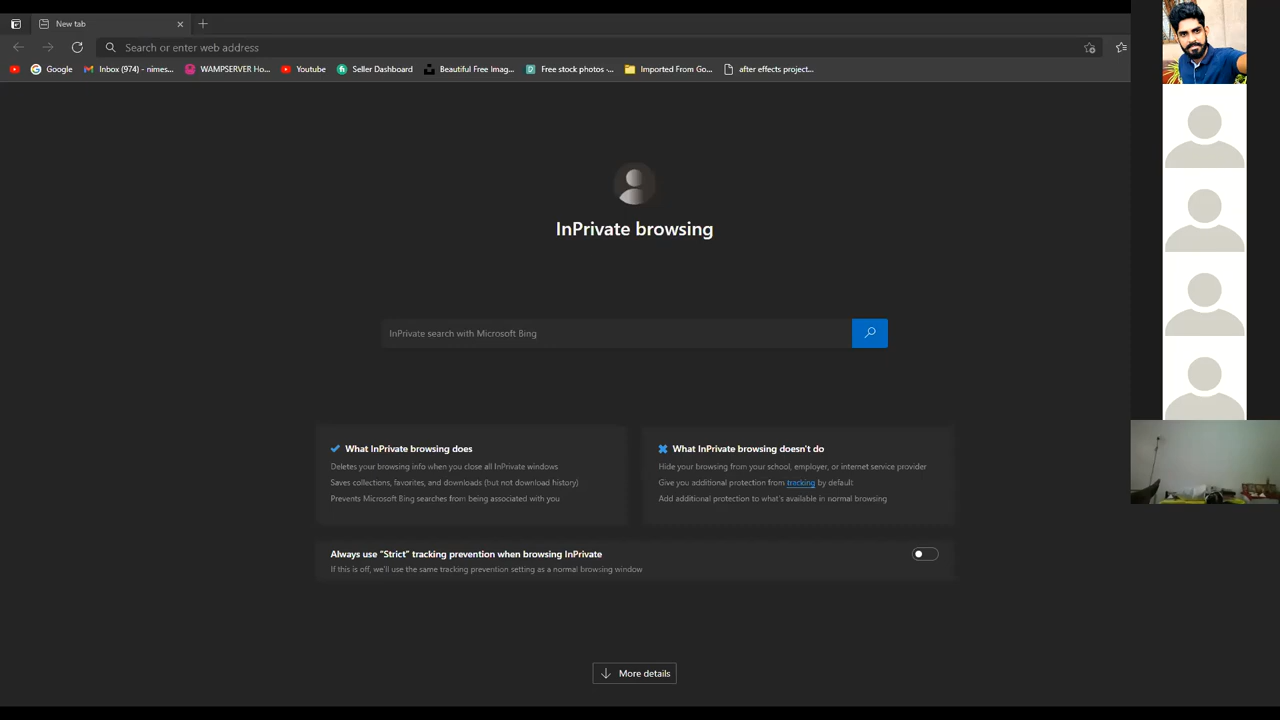 New tab
Search or enter web address
Google
Inbox (974) - nimes...
WAMPSERVER Ho...
Youtube
Seller Dashboard
Beautiful Free Imag...
Free stock photos -...
Imported From Go...
after effects project...
InPrivate browsing
InPrivate search with Microsoft Bing
What InPrivate browsing does
Deletes your browsing info when you close all InPrivate windows
Saves collections, favorites, and downloads (but not download history)
Prevents Microsoft Bing searches from being associated with you
What InPrivate browsing doesn't do
Hide your browsing from your school, employer, or internet service provider
Give you additional protection from tracking by default
Add additional protection to what's available in normal browsing
Always use "Strict" tracking prevention when browsing InPrivate
If this is off, we'll use the same tracking prevention setting as a normal browsing window
More details